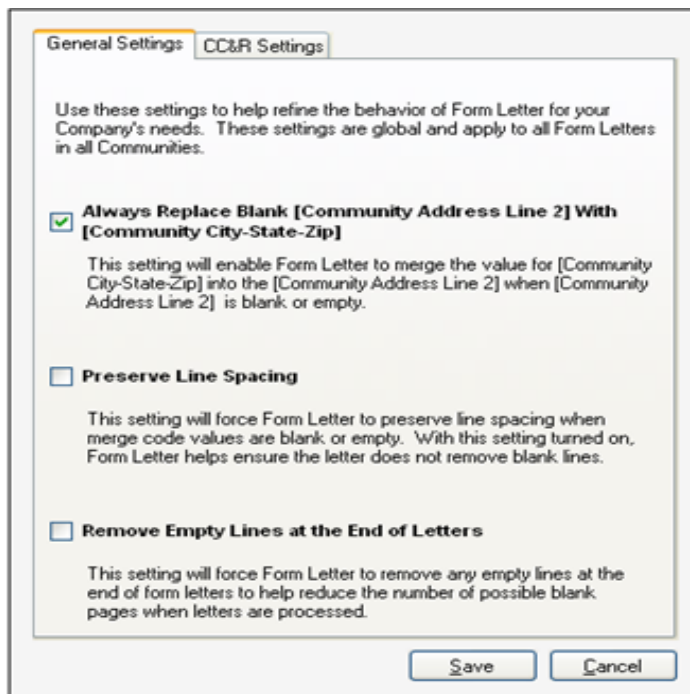 General Settings
CC&R Settings
Use these settings to help refine the behavior of Form Letter for your
Company's needs. These settings are global and apply to all Form Letters
in all Communities.
Always Replace Blank [Community Address Line 2] With
[Community City-State-Zip]
This setting will enable Form Letter to merge the value for [Community
City-State-Zip] into the [Community Address Line 2] when [Community
Address Line 2] is blank or empty.
Preserve Line Spacing
This setting will force Form Letter to preserve line spacing when
merge code values are blank or empty. With this setting turned on,
Form Letter helps ensure the letter does not remove blank lines.
Remove Empty Lines at the End of Letters
This setting will force Form Letter to remove any empty lines at the
end of form letters to help reduce the number of possible blank
pages when letters are processed.
Save
Cancel